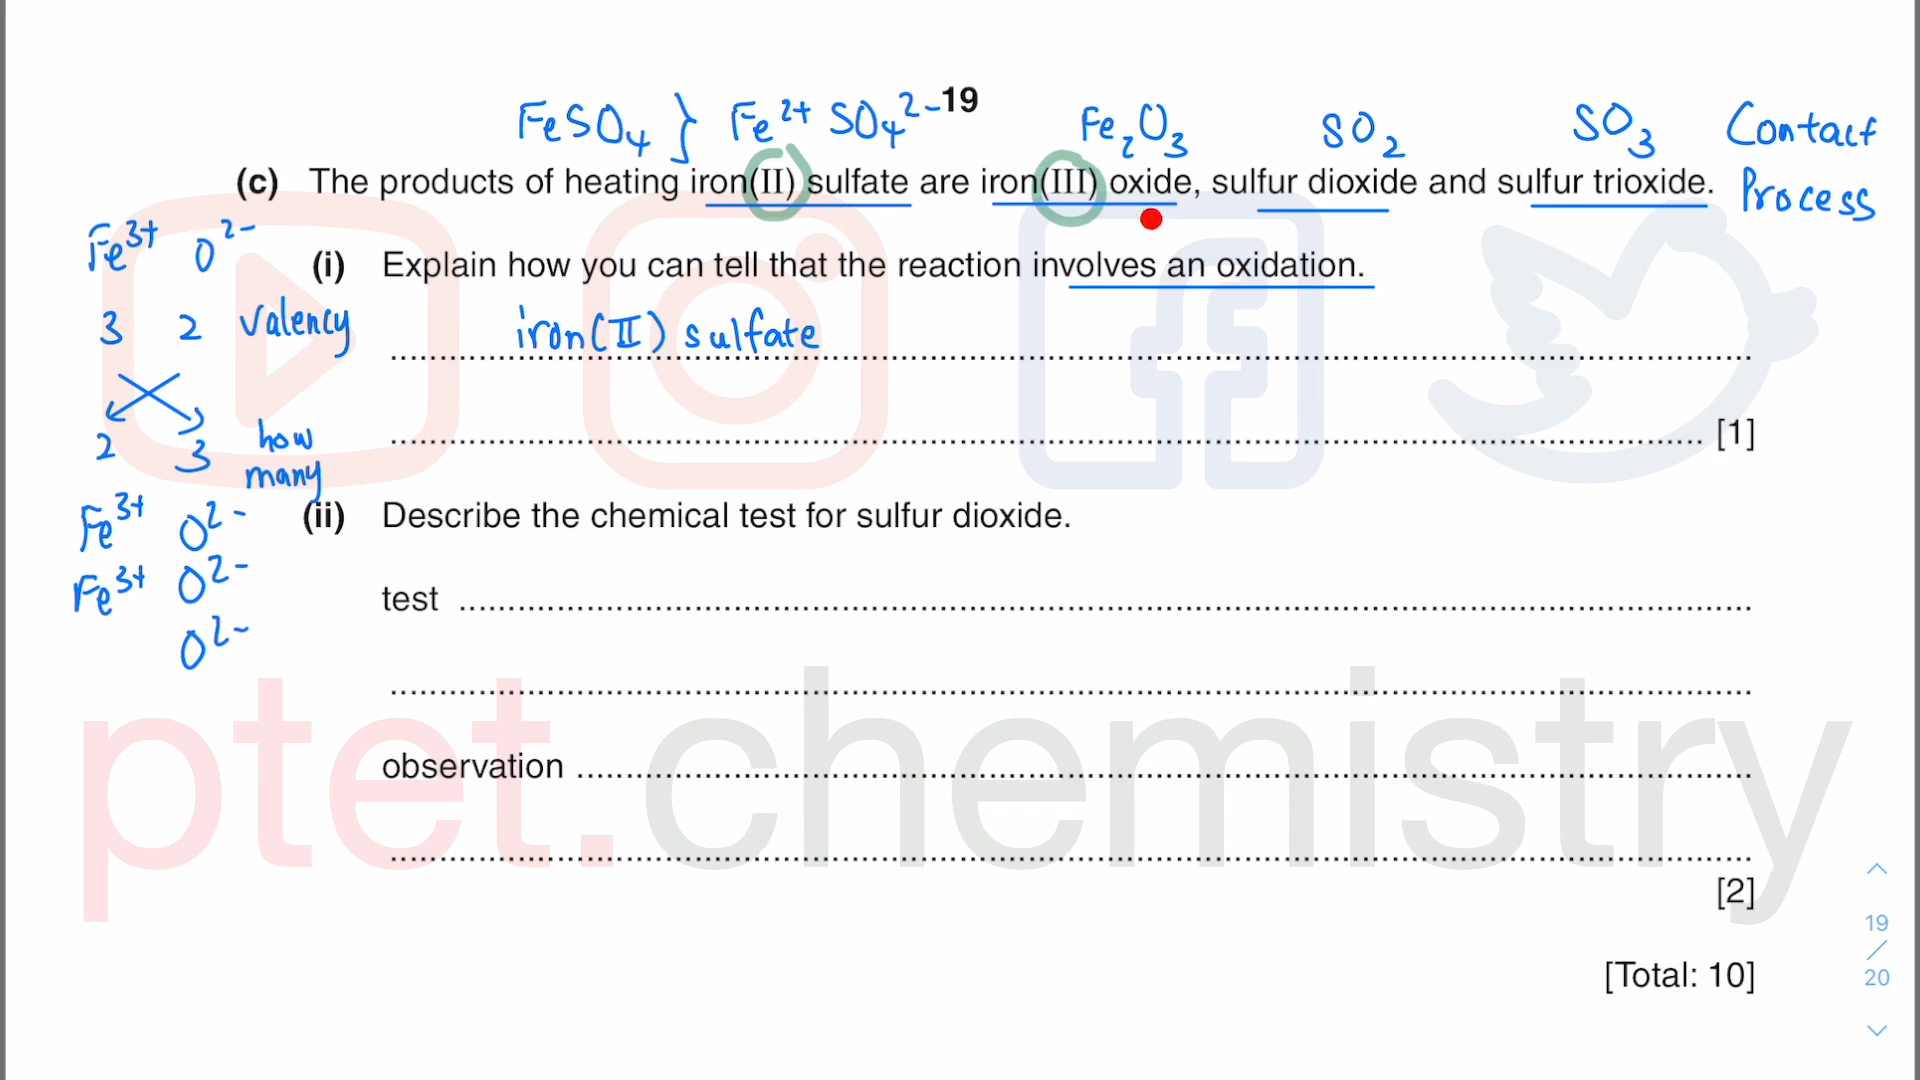 FeSO₄ } Fe²⁺ SO₄²⁻ 19 Fe₂O₃ SO₂ SO₃ Contact
(c) The products of heating iron(II) sulfate are iron(III) oxide, sulfur dioxide and sulfur trioxide. Process
Fe³⁺ O²⁻
(i) Explain how you can tell that the reaction involves an oxidation.
3 2 valency
iron(II) sulfate
2 3 how many
[1]
Fe³⁺ O²⁻
(ii) Describe the chemical test for sulfur dioxide.
Fe³⁺ O²⁻
test
O²⁻
ptet.chemistry
observation
[2]
19
/
20
[Total: 10]